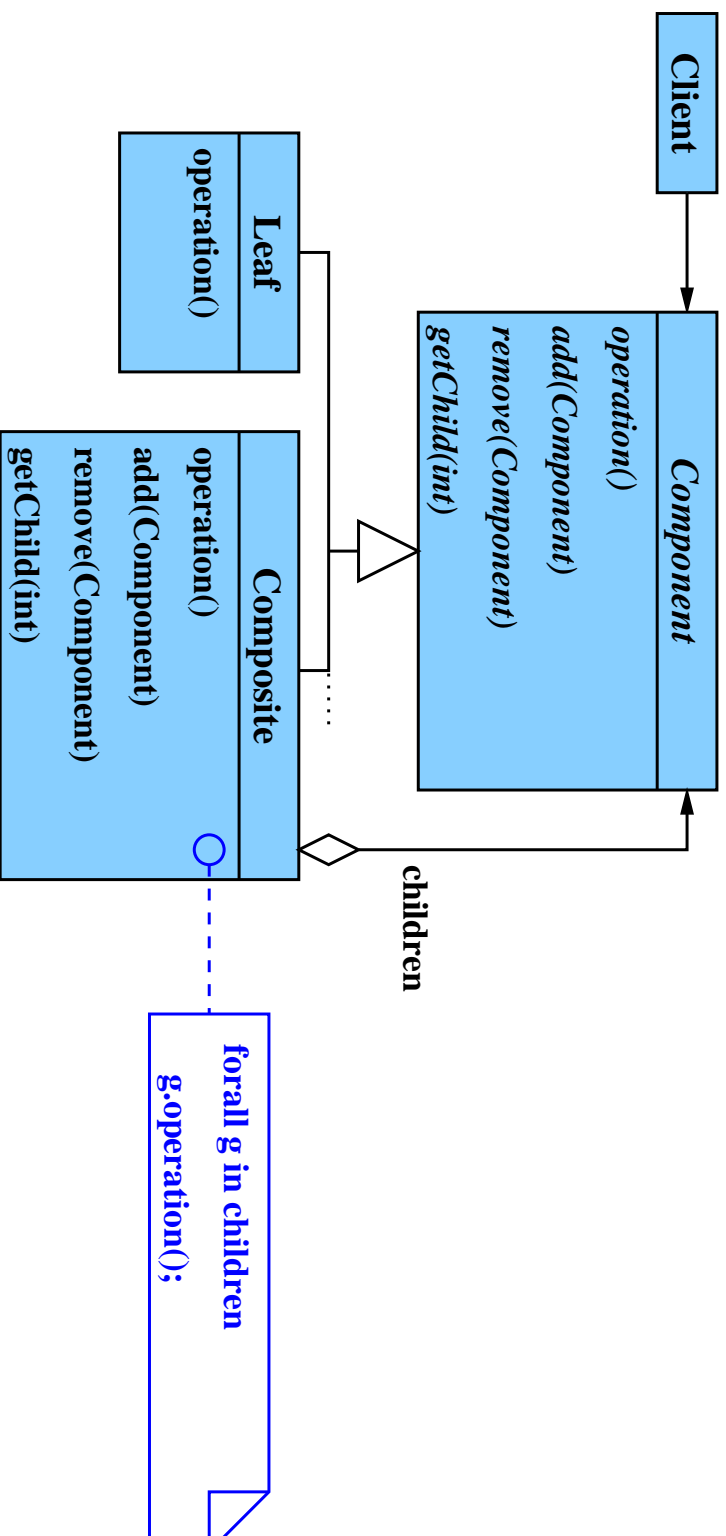 Client
Component
operation()
add(Component)
remove(Component)
getChild(int)
children
Leaf
operation()
Composite
operation()
add(Component)
remove(Component)
getChild(int)
forall g in children
g.operation();